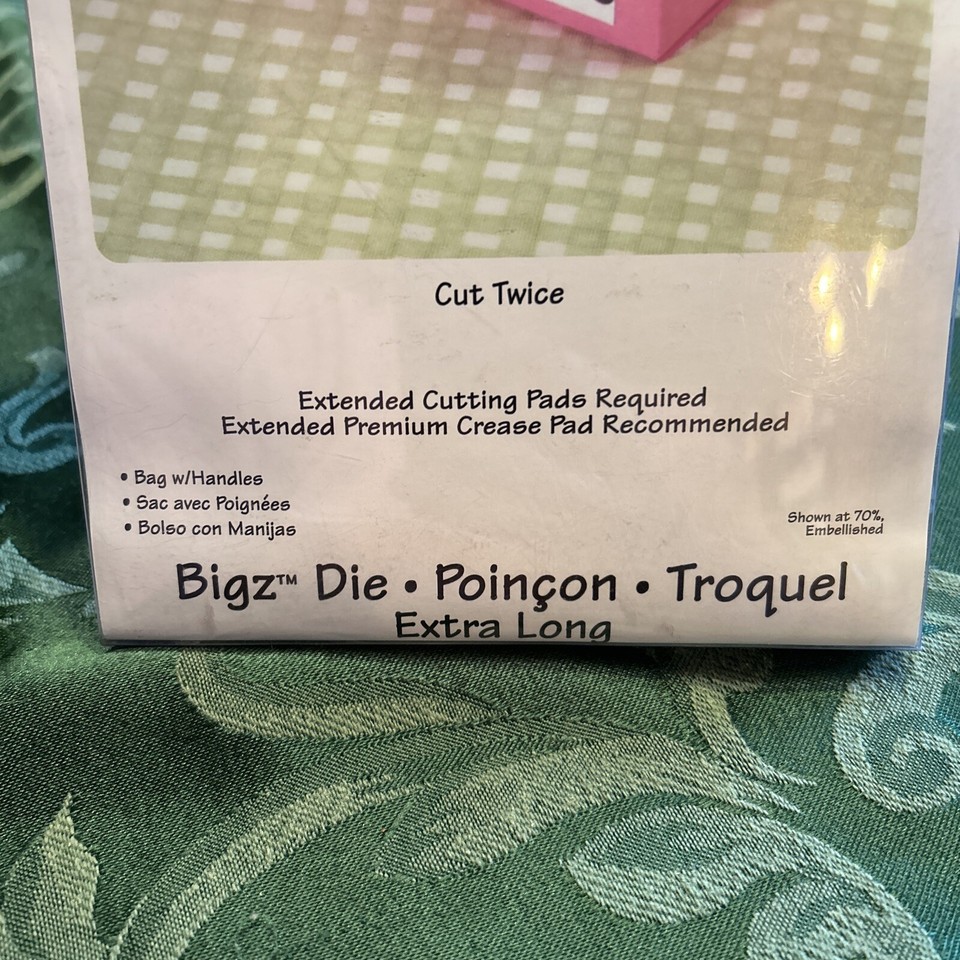 Cut Twice
Extended Cutting Pads Required
Extended Premium Crease Pad Recommended
• Bag w/Handles
• Sac avec Poignées
• Bolso con Manijas
Shown at 70%,
Embellished
Bigz™ Die • Poinçon • Troquel
Extra Long